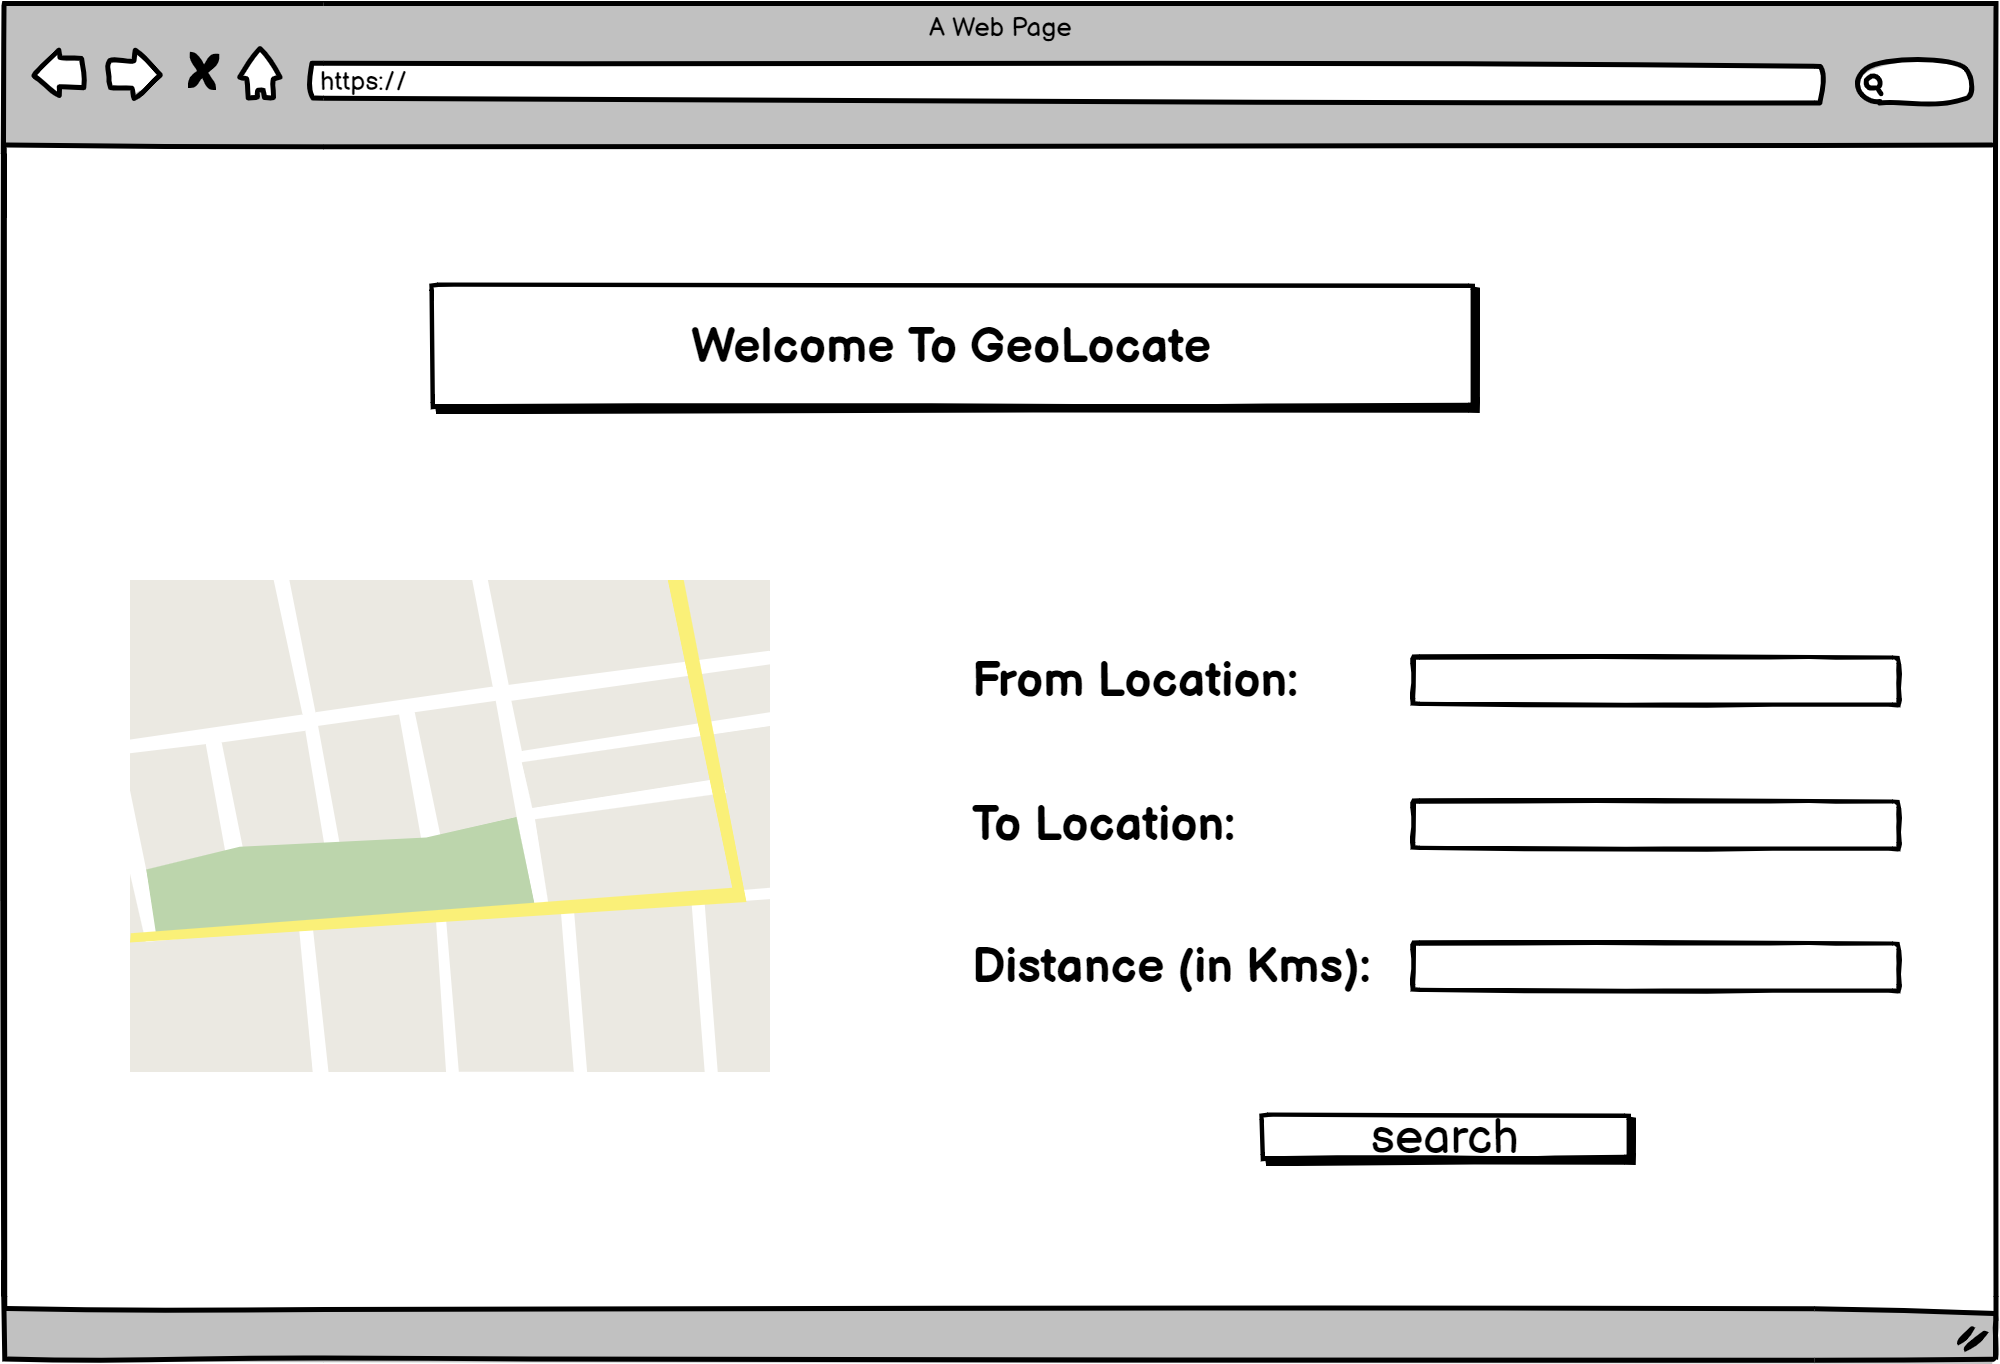 A Web Page
https://
Welcome To GeoLocate
From Location:
To Location:
Distance (in Kms):
search